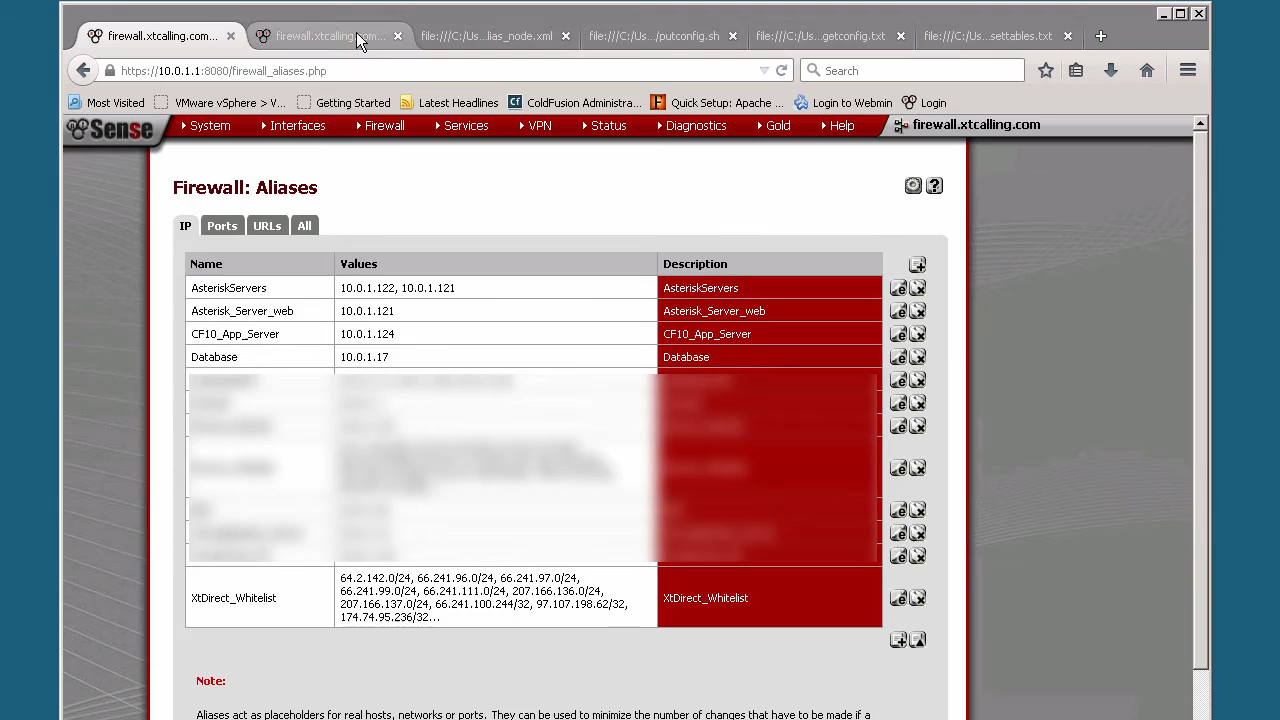 firewall.xtcalling.com...
firewall.xtcalling.com...
file:///C:/Us...lias_node.xml
file:///C:/Us.../putconfig.sh
file:///C:/Us...getconfig.txt
file:///C:/Us...settables.txt
https://10.0.1.1:8080/firewall_aliases.php
Search
Most Visited
VMware vSphere > V...
Getting Started
Latest Headlines
Cf ColdFusion Administra...
Quick Setup: Apache ...
Login to Webmin
Login
Sense
System
Interfaces
Firewall
Services
VPN
Status
Diagnostics
Gold
Help
firewall.xtcalling.com
Firewall: Aliases
IP Ports URLs All
Name Values Description
AsteriskServers 10.0.1.122, 10.0.1.121 AsteriskServers
Asterisk_Server_web 10.0.1.121 Asterisk_Server_web
CF10_App_Server 10.0.1.124 CF10_App_Server
Database 10.0.1.17 Database
64.2.142.0/24, 66.241.96.0/24, 66.241.97.0/24,
66.241.99.0/24, 66.241.111.0/24, 207.166.136.0/24,
XtDirect_Whitelist 207.166.137.0/24, 66.241.100.244/32, 97.107.198.62/32, XtDirect_Whitelist
174.74.95.236/32...
Note:
Aliases act as placeholders for real hosts, networks or ports. They can be used to minimize the number of changes that have to be made if a